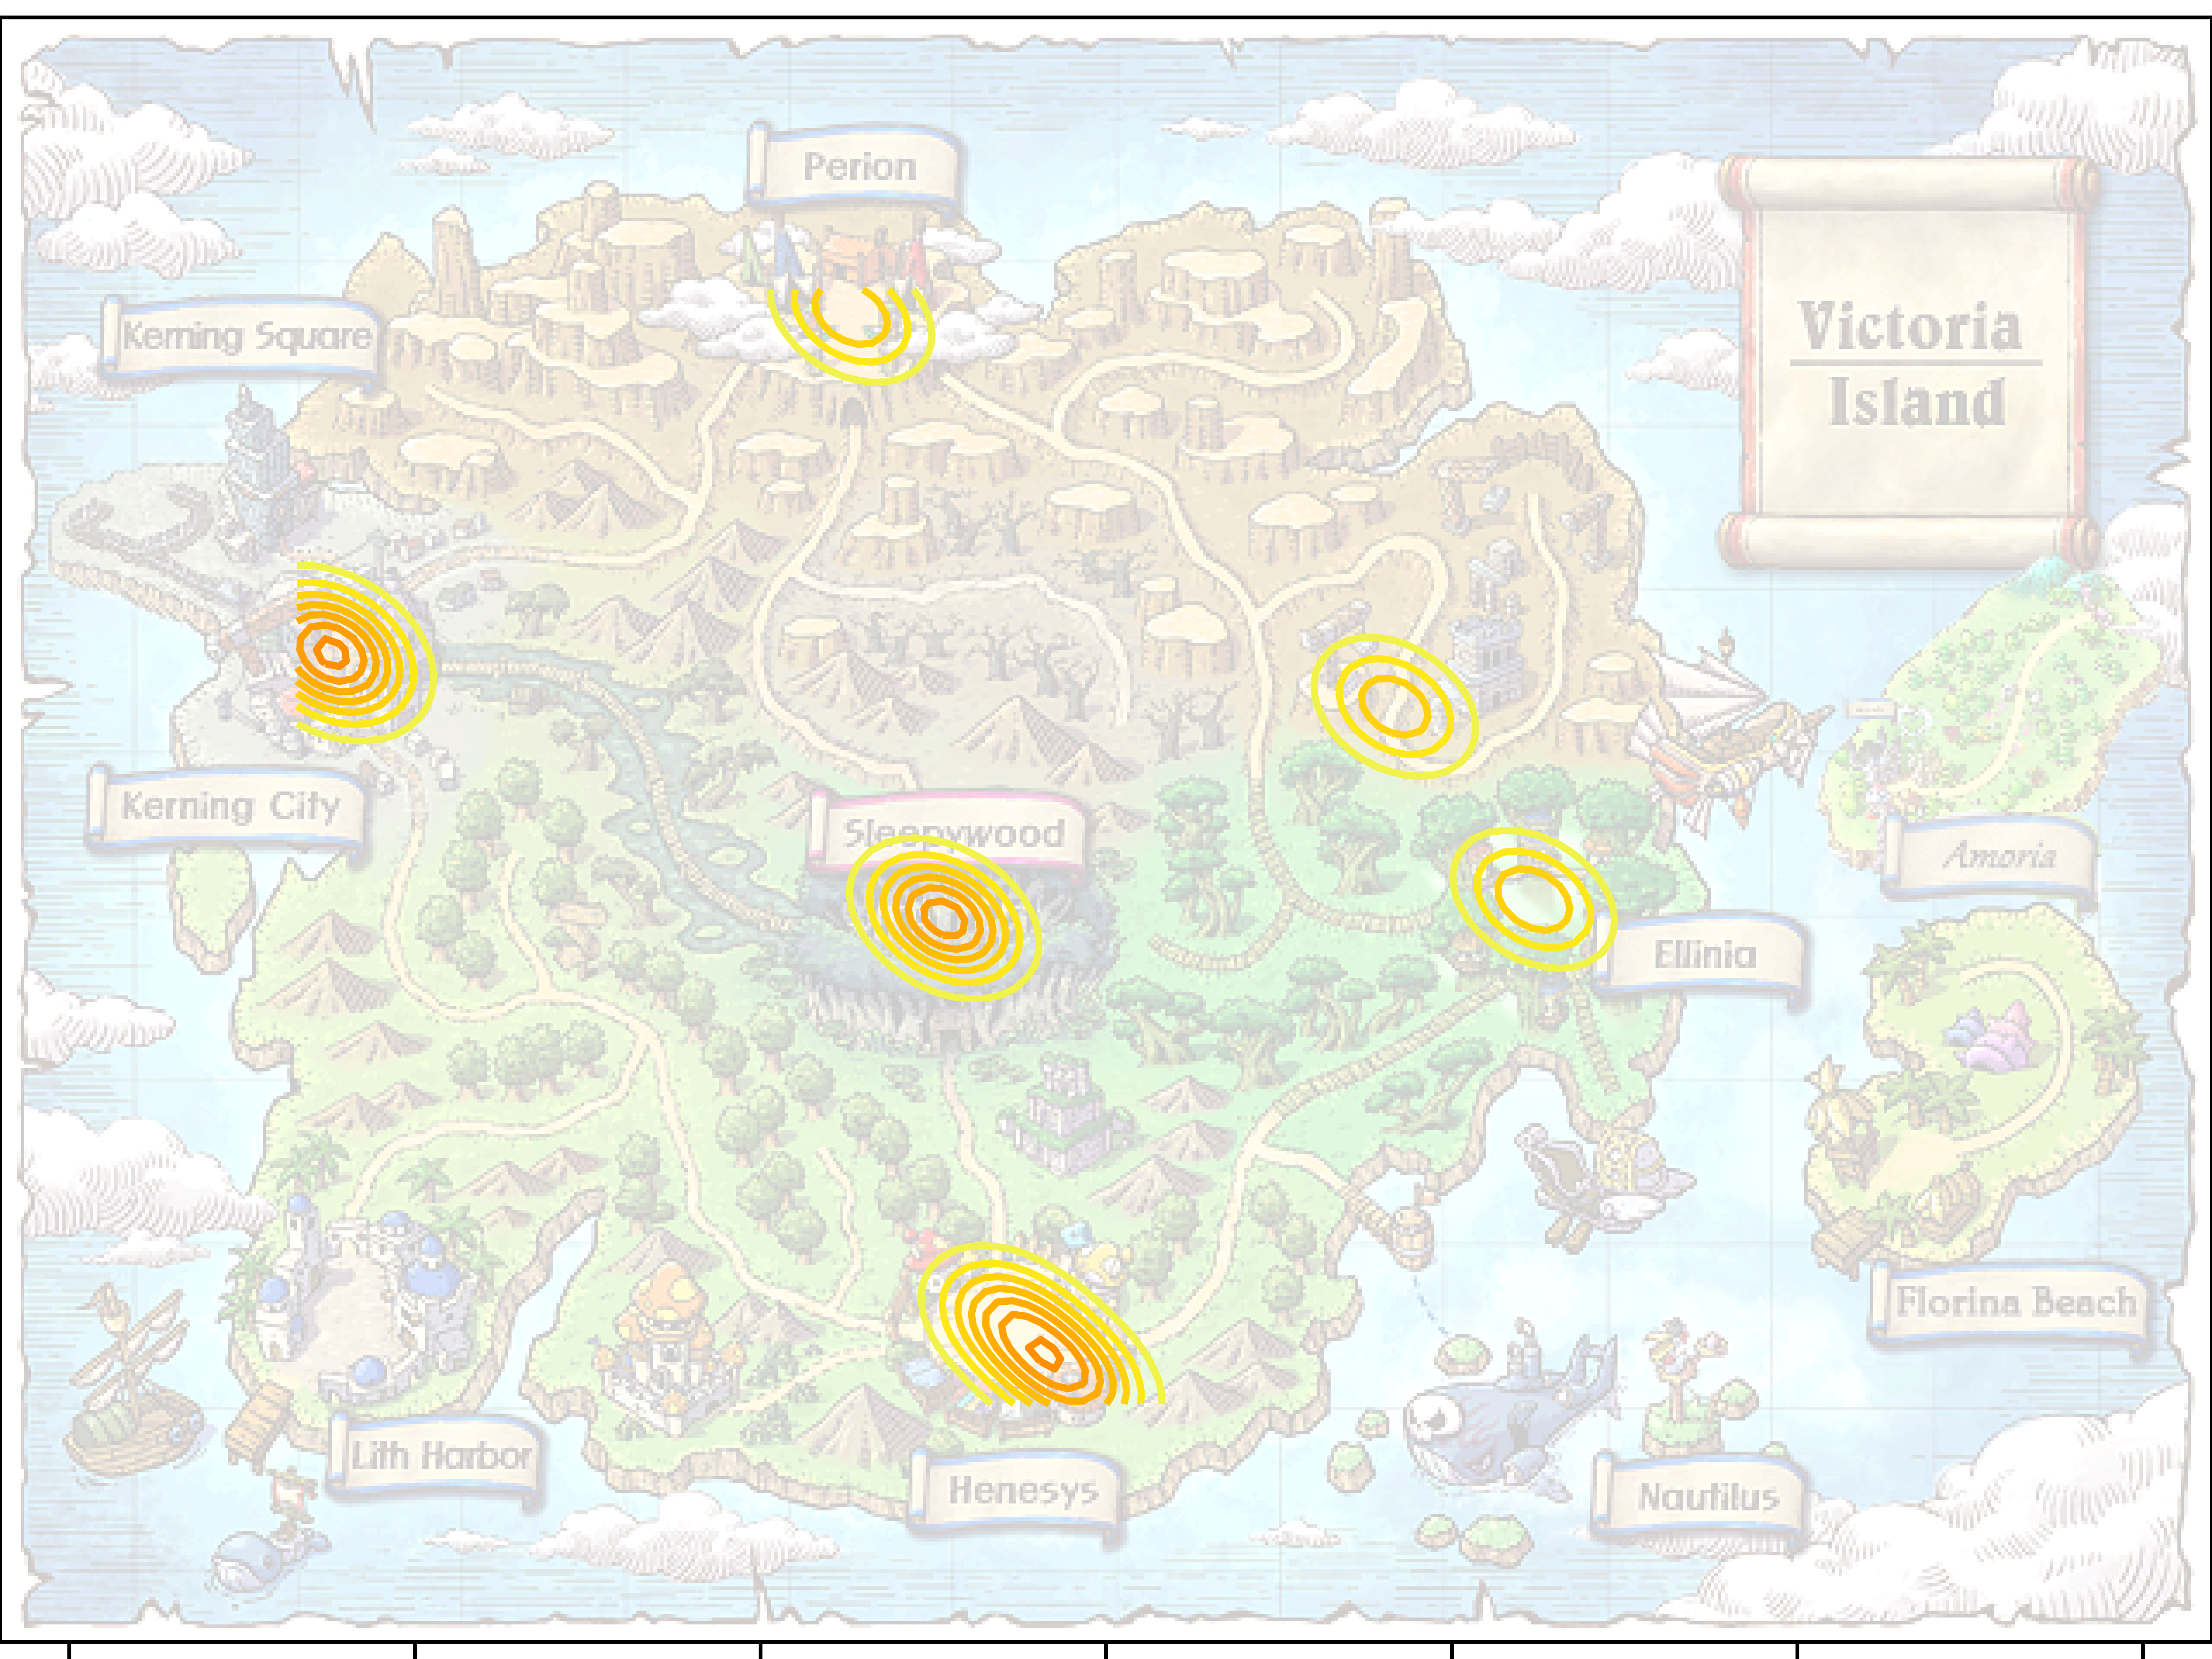 Perion
Kerning Square
Victoria
Island
Kerning City
Sleepywood
Amoria
Ellinia
Florina Beach
Lith Harbor
Henesys
Nautilus